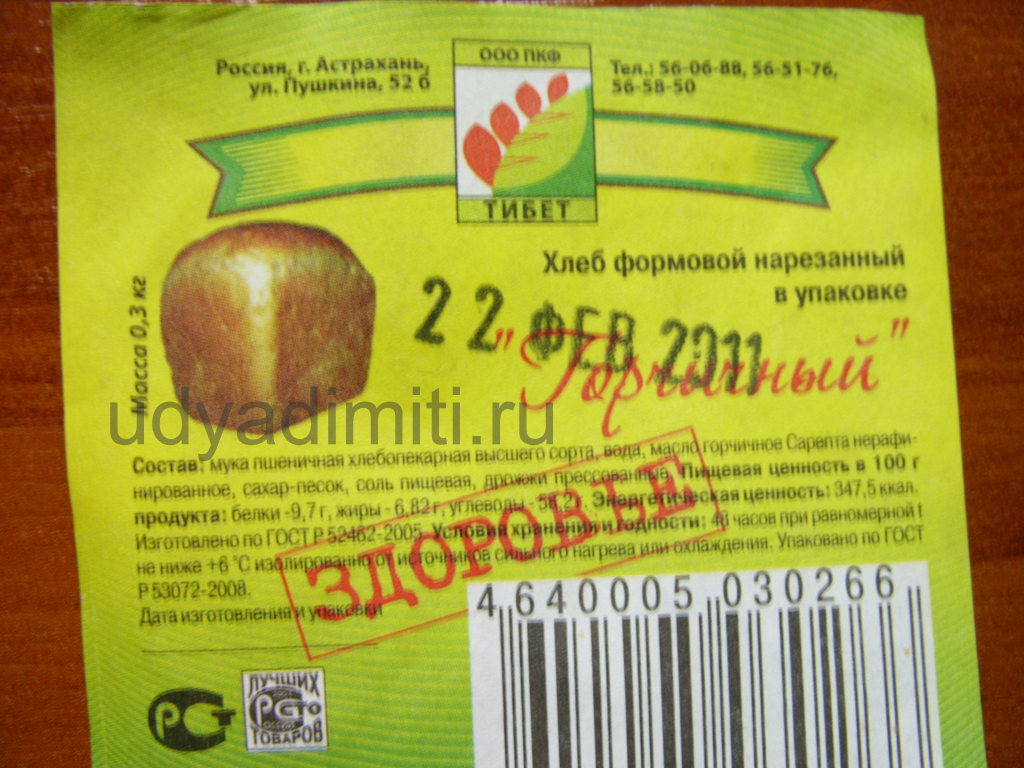 Россия, г. Астрахань,
ул. Пушкина, 52 б
ООО ПКФ
ТИБЕТ
Тел.: 56-06-88, 56-51-76,
56-58-50
Масса 0,3 кг
Хлеб формовой нарезанный
в упаковке
22 ФЕВ 2011
"Горчичный"
udyadimiti.ru
Состав: мука пшеничная хлебопекарная высшего сорта, вода, масло горчичное Сарепта нерафи-
нированное, сахар-песок, соль пищевая, дрожжи прессованные. Пищевая ценность в 100 г
продукта: белки -9,7 г, жиры - 6,82 г, углеводы - Энергетическая ценность: 347,5 ккал.
Изготовлено по ГОСТ Р 52462-2005. Условия хранения и годности: часов при равномерной t
не ниже +6 °С изолированно от источников сильного нагрева или охлаждения. Упаковано по ГОСТ
Р 53072-2008.
Дата изготовления и упаковки
ЗДОРОВЬЕ
4 640005 030266
РСТ
ЛУЧШИХ
РСТО
РОССИИ
ТОВАРОВ